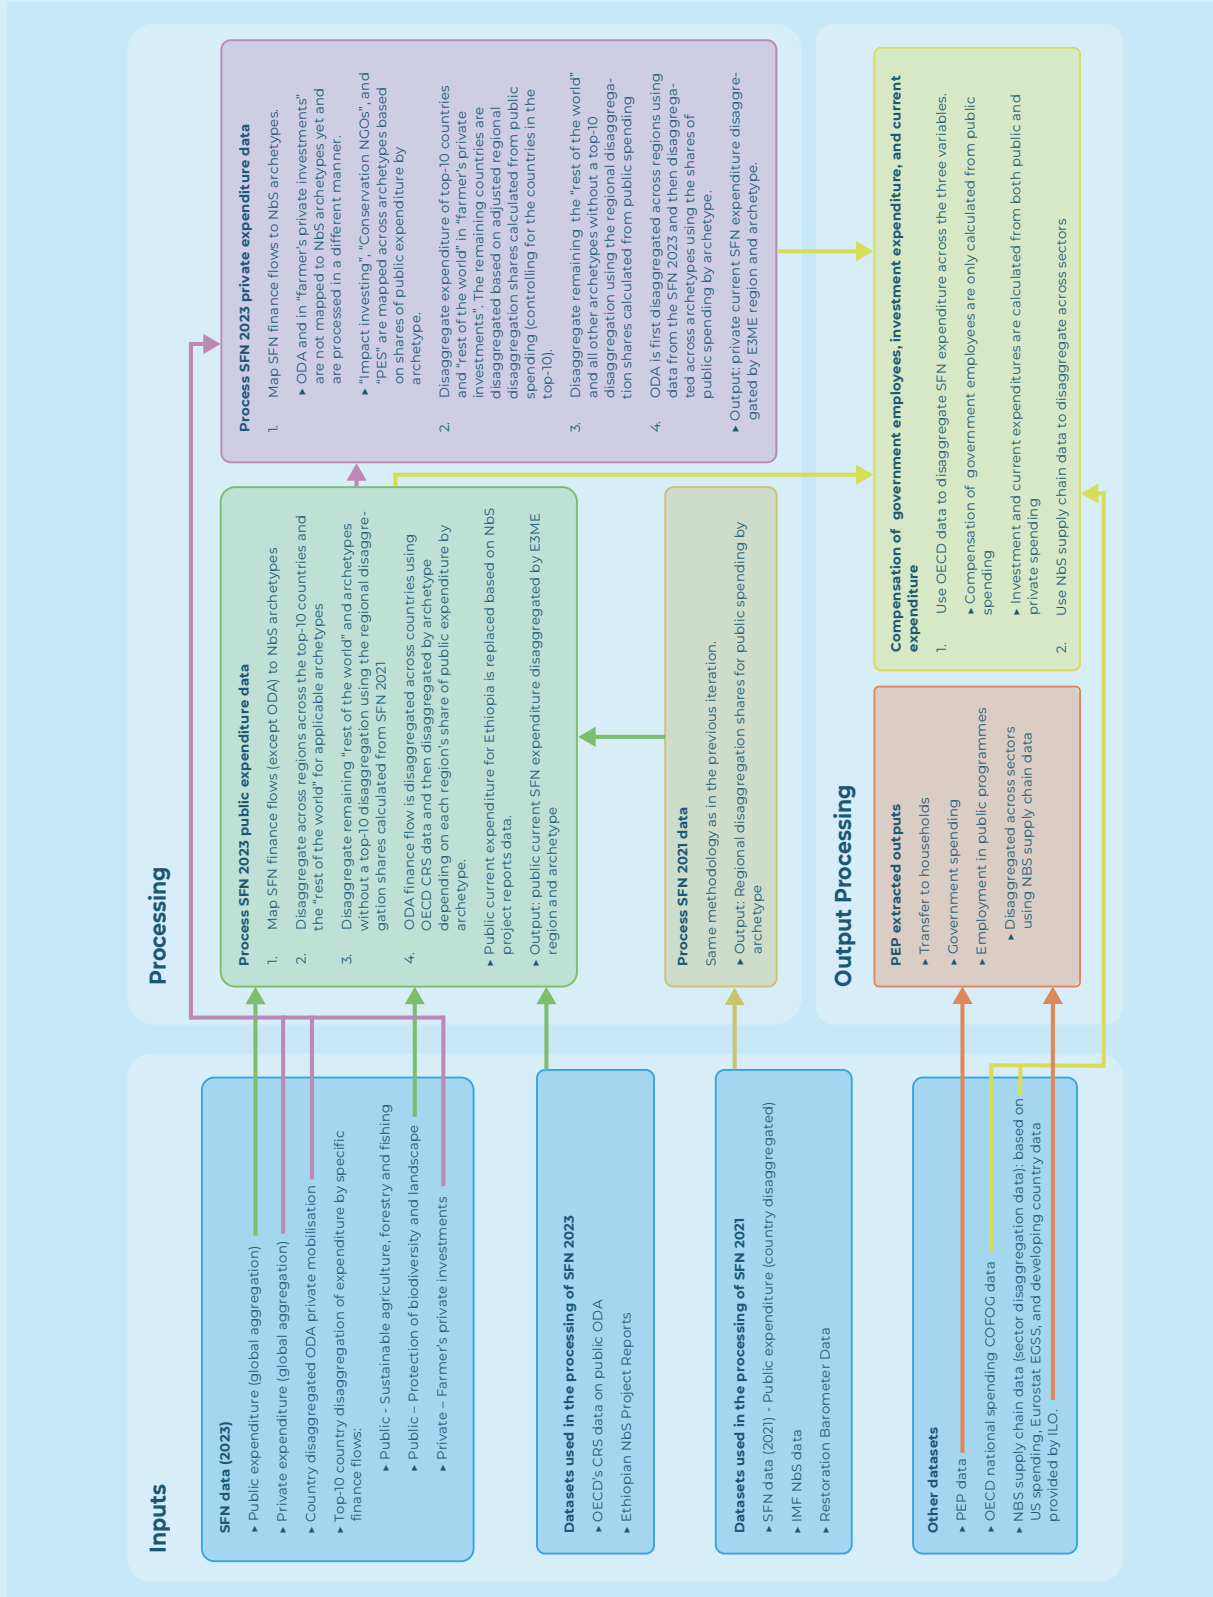 Inputs
SFN data (2023)
▸ Public expenditure (global aggregation)
▸ Private expenditure (global aggregation)
▸ Country disaggregated ODA private mobilisation
▸ Top-10 country disaggregation of expenditure by specific
finance flows:
▸ Public - Sustainable agriculture, forestry and fishing
▸ Public – Protection of biodiversity and landscape
▸ Private – Farmer's private investments
Datasets used in the processing of SFN 2023
▸ OECD's CRS data on public ODA
▸ Ethiopian NbS Project Reports
Datasets used in the processing of SFN 2021
▸ SFN data (2021) - Public expenditure (country disaggregated)
▸ IMF NbS data
▸ Restoration Barometer Data
Other datasets
▸ PEP data
▸ OECD national spending COFOG data
▸ NBS supply chain data (sector disaggregation data): based on
US spending, Eurostat EGSS, and developing country data
provided by ILO.
Processing
Process SFN 2023 public expenditure data
1. Map SFN finance flows (except ODA) to NbS archetypes
2. Disaggregate across regions across the top-10 countries and
the "rest of the world" for applicable archetypes
3. Disaggregate remaining "rest of the world" and archetypes
without a top-10 disaggregation using the regional disaggre-
gation shares calculated from SFN 2021
4. ODA finance flow is disaggregated across countries using
OECD CRS data and then disaggregated by archetype
depending on each region's share of public expenditure by
archetype.
▸ Public current expenditure for Ethiopia is replaced based on NbS
project reports data.
▸ Output: public current SFN expenditure disaggregated by E3ME
region and archetype
Process SFN 2021 data
Same methodology as in the previous iteration.
▸ Output: Regional disaggregation shares for public spending by
archetype
Process SFN 2023 private expenditure data
1. Map SFN finance flows to NbS archetypes.
▸ ODA and in "farmer's private investments"
are not mapped to NbS archetypes yet and
are processed in a different manner.
▸ "Impact investing", "Conservation NGOs", and
"PES" are mapped across archetypes based
on shares of public expenditure by
archetype.
2. Disaggregate expenditure of top-10 countries
and "rest of the world" in "farmer's private
investments". The remaining countries are
disaggregated based on adjusted regional
disaggregation shares calculated from public
spending (controlling for the countries in the
top-10).
3. Disaggregate remaining the "rest of the world"
and all other archetypes without a top-10
disaggregation using the regional disaggrega-
tion shares calculated from public spending
4. ODA is first disaggregated across regions using
data from the SFN 2023 and then disaggrega-
ted across archetypes using the shares of
public spending by archetype.
▸ Output: private current SFN expenditure disaggre-
gated by E3ME region and archetype.
Output Processing
PEP extracted outputs
▸ Transfer to households
▸ Government spending
▸ Employment in public programmes
▸ Disaggregated across sectors
using NBS supply chain data
Compensation of government employees, investment expenditure, and current
expenditure
1. Use OECD data to disaggregate SFN expenditure across the three variables.
▸ Compensation of government employees are only calculated from public
spending
▸ Investment and current expenditures are calculated from both public and
private spending
2. Use NbS supply chain data to disaggregate across sectors